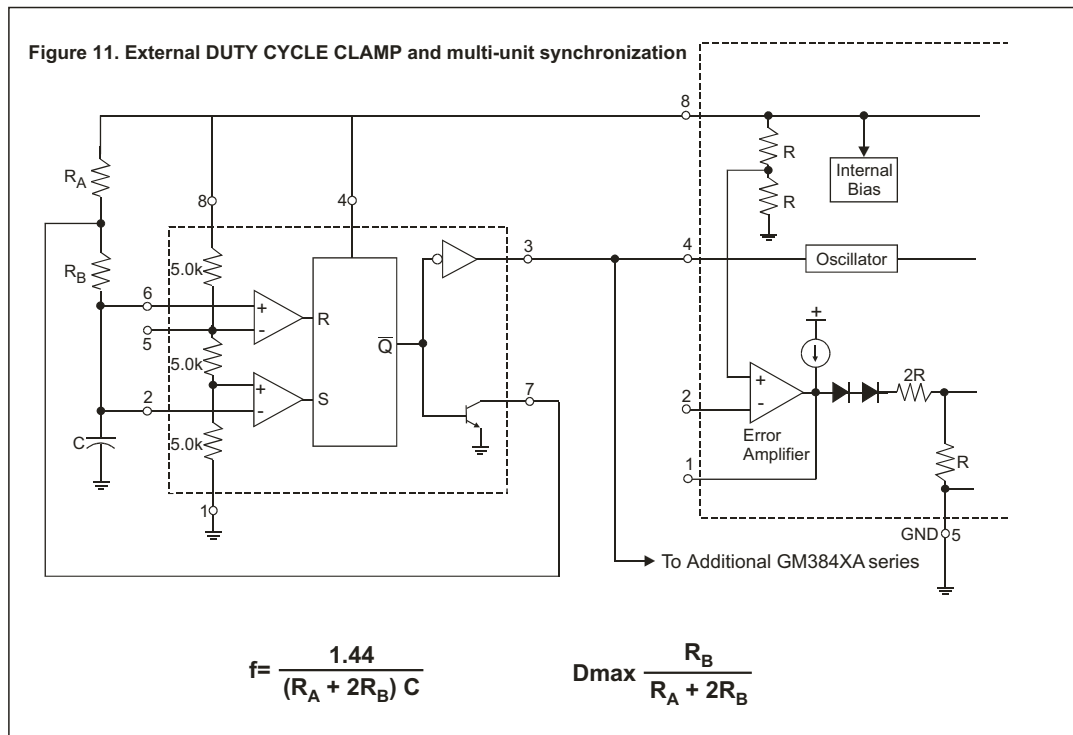 Figure 11. External DUTY CYCLE CLAMP and multi-unit synchronization
8
R
R_A
Internal
Bias
8
4
R
3
4
5.0k
Oscillator
R_B
6
+
-
R
+
5
5.0k
Q̅
2R
+
-
2
+
-
S
7
2
Error
Amplifier
C
5.0k
R
1
1
GND
5
To Additional GM384XA series
f= 1.44 / (R_A + 2R_B) C
Dmax R_B / R_A + 2R_B